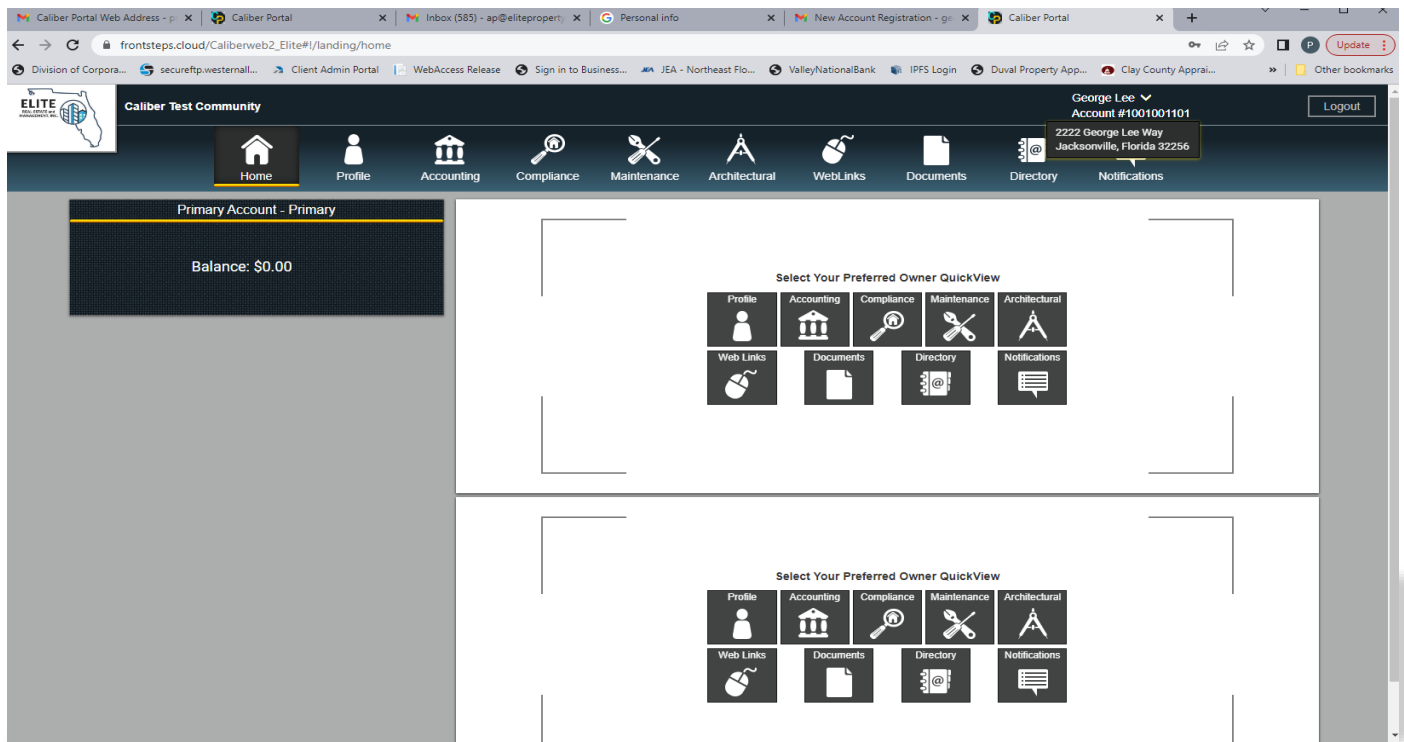 Caliber Portal Web Address - p
Caliber Portal
Inbox (585) - ap@eliteproperty
Personal info
New Account Registration - ge
Caliber Portal
frontsteps.cloud/Caliberweb2_Elite#!/landing/home
P
Update
Division of Corpora...
secureftp.westernall...
Client Admin Portal
WebAccess Release
Sign in to Business...
JEA - Northeast Flo...
ValleyNationalBank
IPFS Login
Duval Property App...
Clay County Apprai...
»
Other bookmarks
ELITE
REAL ESTATE and
MANAGEMENT, INC.
Caliber Test Community
George Lee
Account #1001001101
Logout
2222 George Lee Way
Jacksonville, Florida 32256
Home
Profile
Accounting
Compliance
Maintenance
Architectural
WebLinks
Documents
Directory
Notifications
Primary Account - Primary
Balance: $0.00
Select Your Preferred Owner QuickView
Profile
Accounting
Compliance
Maintenance
Architectural
Web Links
Documents
Directory
Notifications
Select Your Preferred Owner QuickView
Profile
Accounting
Compliance
Maintenance
Architectural
Web Links
Documents
Directory
Notifications